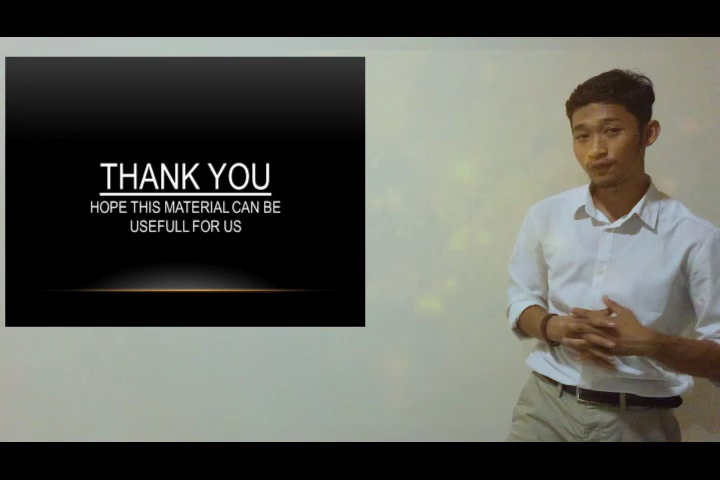 THANK YOU
HOPE THIS MATERIAL CAN BE
USEFULL FOR US